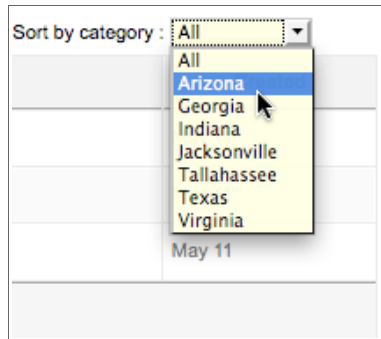 Sort by category : All
All
Arizona
Georgia
Indiana
Jacksonville
Tallahassee
Texas
Virginia
May 11